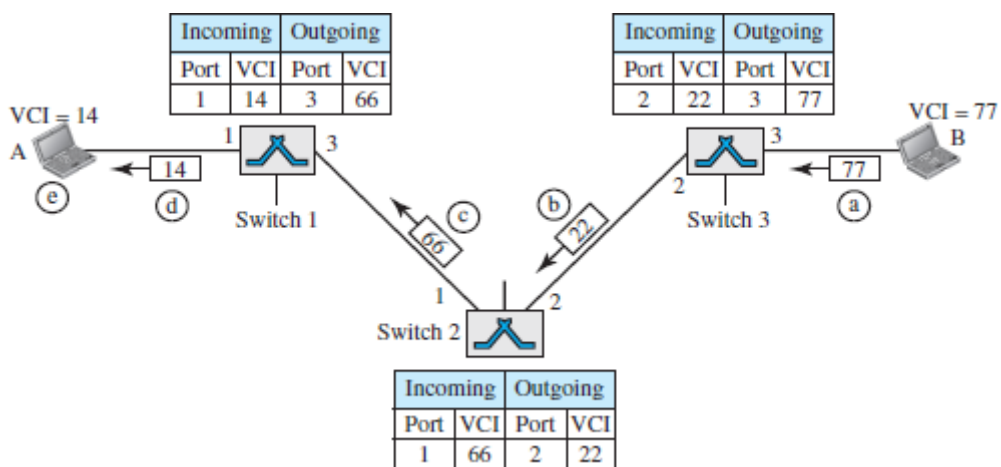 Incoming Outgoing
Port VCI Port VCI
1 14 3 66
Incoming Outgoing
Port VCI Port VCI
2 22 3 77
VCI = 14
A
1
3
14
e
d
Switch 1
VCI = 77
B
3
2
77
a
Switch 3
b
22
c
66
1
2
Switch 2
Incoming Outgoing
Port VCI Port VCI
1 66 2 22